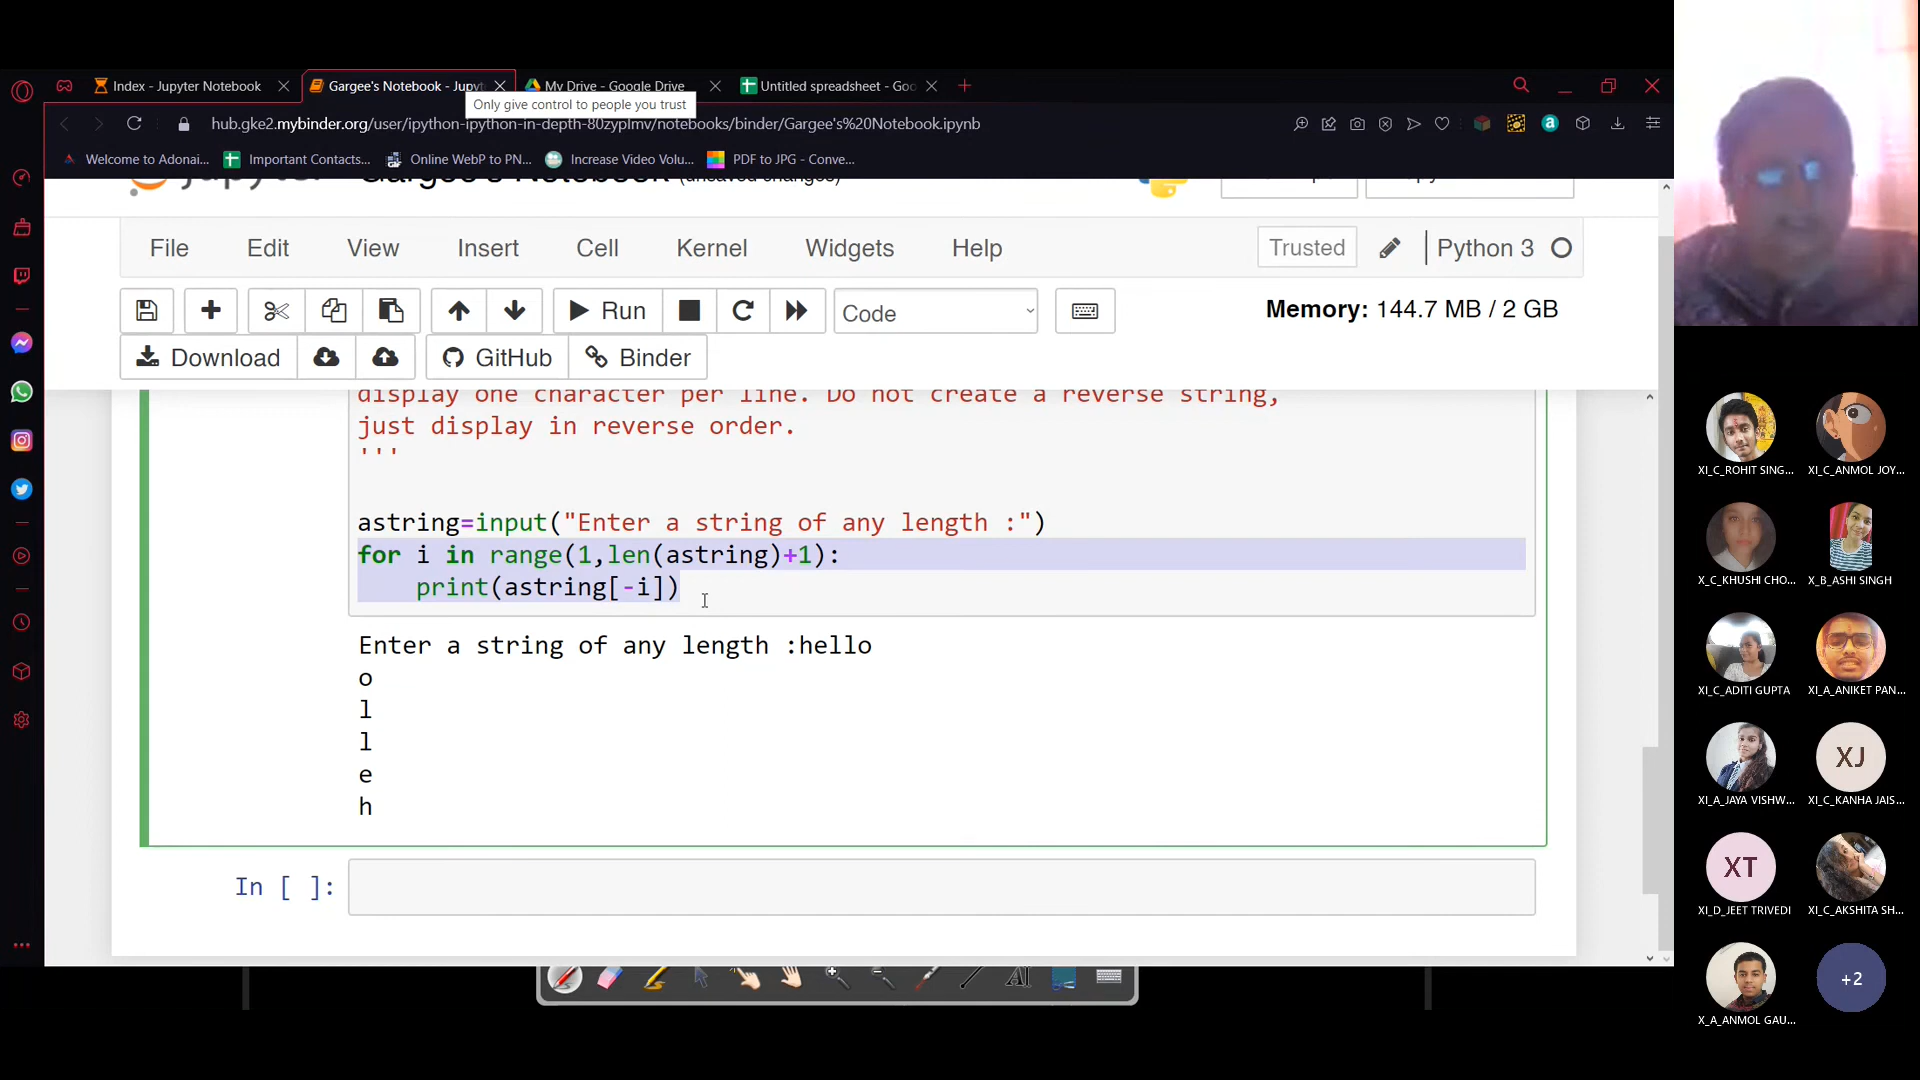 Index - Jupyter Notebook
Gargee's Notebook - Jupyt
My Drive - Google Drive
Untitled spreadsheet - Goo
Only give control to people you trust
hub.gke2.mybinder.org/user/ipython-ipython-in-depth-80zyplmv/notebooks/binder/Gargee's%20Notebook.ipynb
Welcome to Adonai...
Important Contacts...
Online WebP to PN...
Increase Video Volu...
PDF to JPG - Conve...
File Edit View Insert Cell Kernel Widgets Help
Trusted
Python 3
Run
Code
Memory: 144.7 MB / 2 GB
Download
GitHub
Binder
display one character per line. Do not create a reverse string,
just display in reverse order.
'''
astring=input("Enter a string of any length :")
for i in range(1,len(astring)+1):
print(astring[-i])
Enter a string of any length :hello
o
l
l
e
h
In [ ]:
AI
XI_C_ROHIT SING...
XI_C_ANMOL JOY...
X_C_KHUSHI CHO...
X_B_ASHI SINGH
XI_C_ADITI GUPTA
XI_A_ANIKET PAN...
XI_A_JAYA VISHW...
XJ
XI_C_KANHA JAIS...
XT
XI_D_JEET TRIVEDI
XI_C_AKSHITA SH...
X_A_ANMOL GAU...
+2